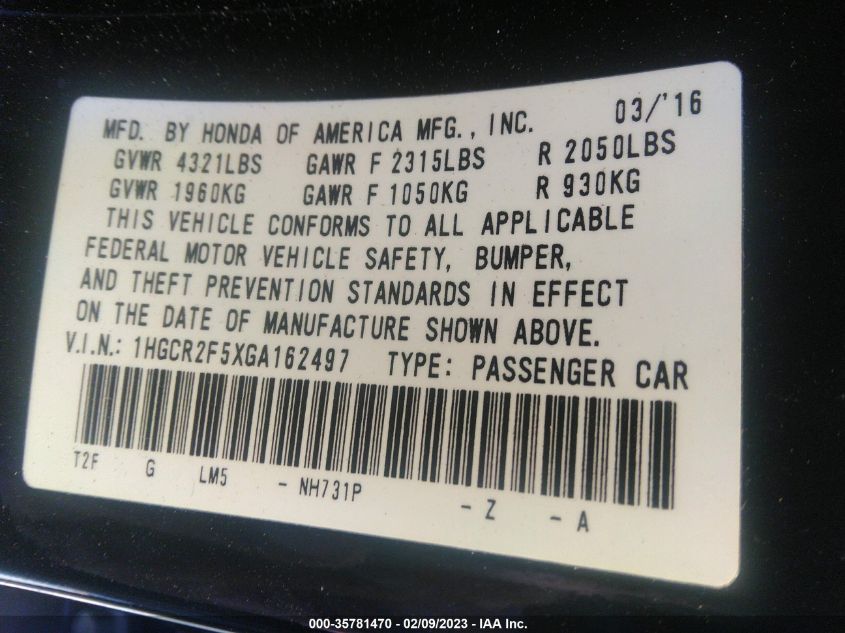 MFD. BY HONDA OF AMERICA MFG., INC. 03/'16
GVWR 4321LBS GAWR F 2315LBS R 2050LBS
GVWR 1960KG GAWR F 1050KG R 930KG
THIS VEHICLE CONFORMS TO ALL APPLICABLE
FEDERAL MOTOR VEHICLE SAFETY, BUMPER,
AND THEFT PREVENTION STANDARDS IN EFFECT
ON THE DATE OF MANUFACTURE SHOWN ABOVE.
V.I.N.: 1HGCR2F5XGA162497 TYPE: PASSENGER CAR
T2F G LM5 - NH731P - Z - A
000-35781470 - 02/09/2023 - IAA Inc.